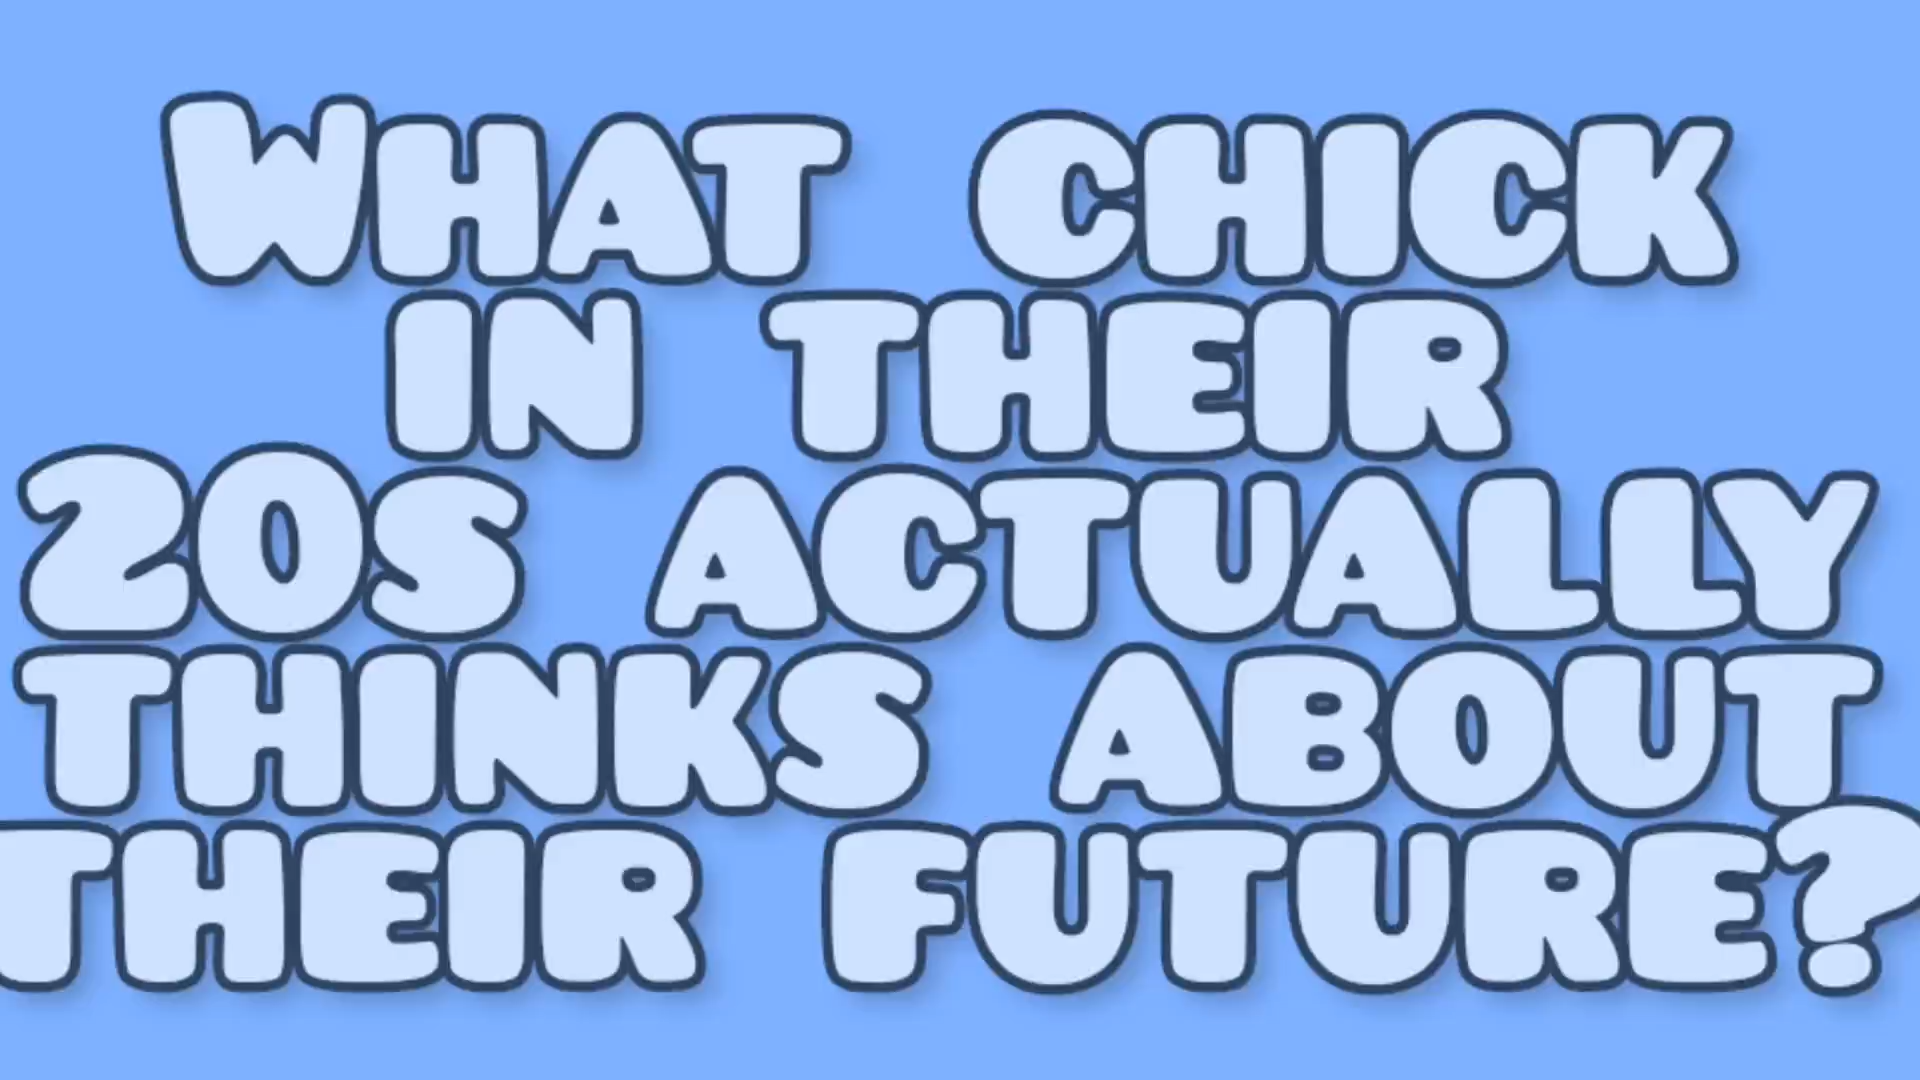 What chick
in their
20s actually
thinks about
their future?